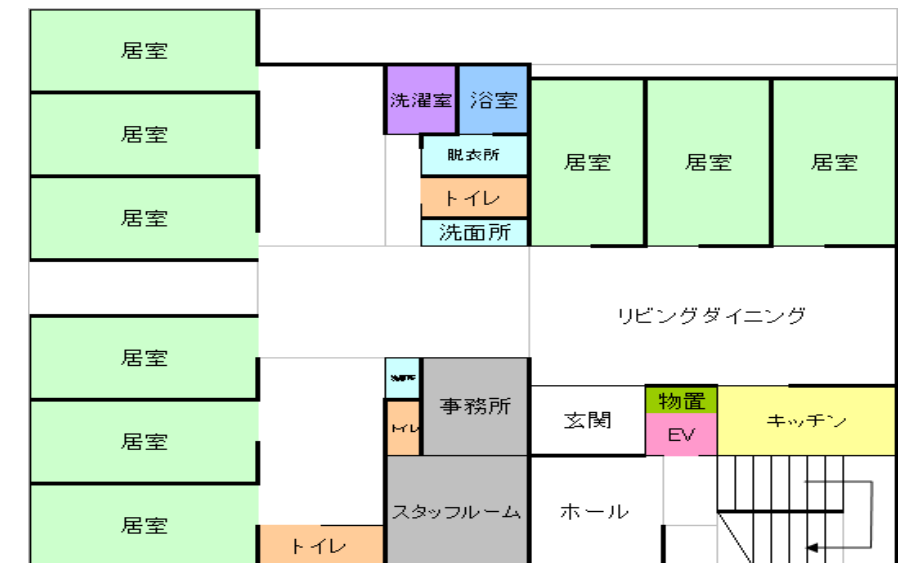 居室
洗濯室
浴室
居室
脱衣所
居室
居室
居室
トイレ
居室
洗面所
リビングダイニング
居室
事務所
物置
玄関
キッチン
トイレ
EV
居室
スタッフルーム
ホール
居室
トイレ